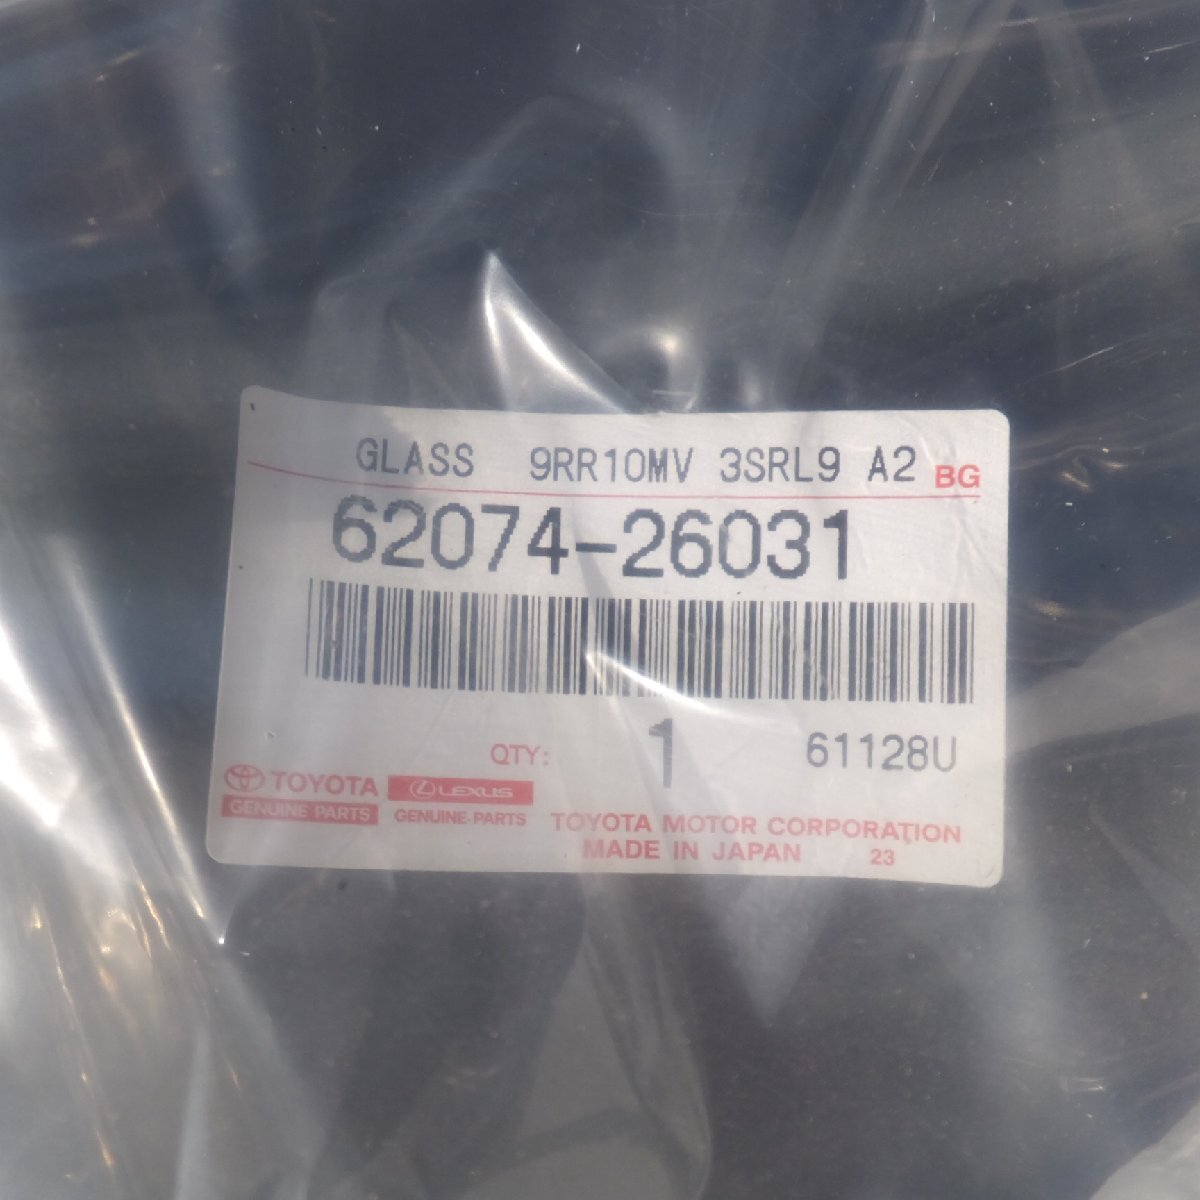 GLASS 9RR10MV 3SRL9 A2 BG
62074-26031
QTY: 1 61128U
TOYOTA LEXUS
GENUINE PARTS GENUINE PARTS TOYOTA MOTOR CORPORATION
MADE IN JAPAN 23